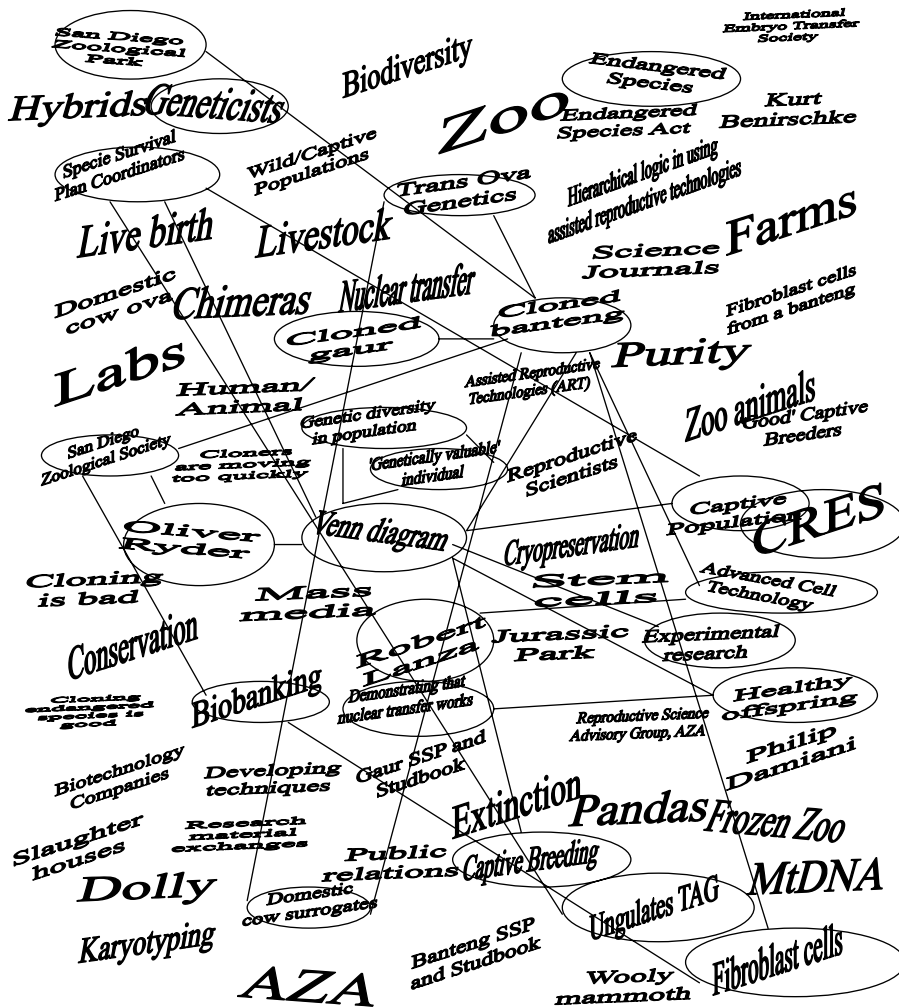 San Diego
Zoological
Park
International
Embryo Transfer
Society
Biodiversity
Endangered
Species
Hybrids
Geneticists
Zoo
Endangered
Species Act
Kurt
Benirschke
Specie Survival
Plan Coordinators
Wild/Captive
Populations
Trans Ova
Genetics
Hierarchical logic in using
assisted reproductive technologies
Live birth
Livestock
Farms
Science
Journals
Domestic
cow ova
Chimeras
Nuclear transfer
Cloned
banteng
Fibroblast cells
from a banteng
Cloned
gaur
Labs
Purity
Human/
Animal
Assisted Reproductive
Technologies (ART)
Zoo animals
'Good' Captive
Breeders
Genetic diversity
in population
San Diego
Zoological Society
Cloners
are moving
too quickly
'Genetically valuable'
individual
Reproductive
Scientists
Captive
Population
CRES
Oliver
Ryder
Venn diagram
Cryopreservation
Cloning
is bad
Mass
media
Stem
cells
Advanced Cell
Technology
Conservation
Robert
Lanza
Jurassic
Park
Experimental
research
Cloning
endangered
species is
good
Biobanking
Demonstrating that
nuclear transfer works
Healthy
offspring
Reproductive Science
Advisory Group, AZA
Philip
Damiani
Biotechnology
Companies
Developing
techniques
Gaur SSP and
Studbook
Extinction
Pandas
Frozen Zoo
Slaughter
houses
Research
material
exchanges
Public
relations
Captive Breeding
Dolly
Domestic
cow surrogates
Ungulates TAG
MtDNA
Karyotyping
Banteng SSP
and Studbook
Fibroblast cells
AZA
Wooly
mammoth